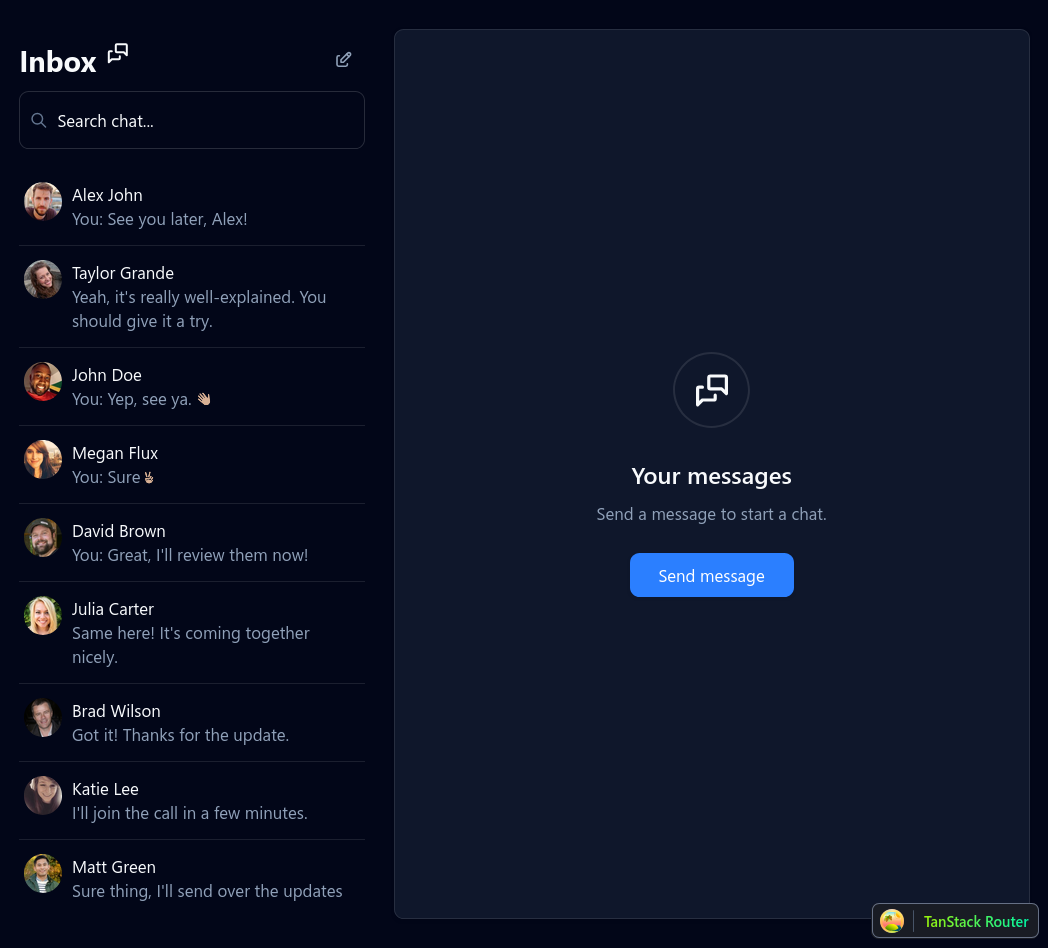 Inbox
Search chat...
Alex John
You: See you later, Alex!
Taylor Grande
Yeah, it's really well-explained. You
should give it a try.
John Doe
You: Yep, see ya. 👋🏼
Megan Flux
You: Sure✌🏼
David Brown
You: Great, I'll review them now!
Julia Carter
Same here! It's coming together
nicely.
Brad Wilson
Got it! Thanks for the update.
Katie Lee
I'll join the call in a few minutes.
Matt Green
Sure thing, I'll send over the updates
Your messages
Send a message to start a chat.
Send message
TanStack Router